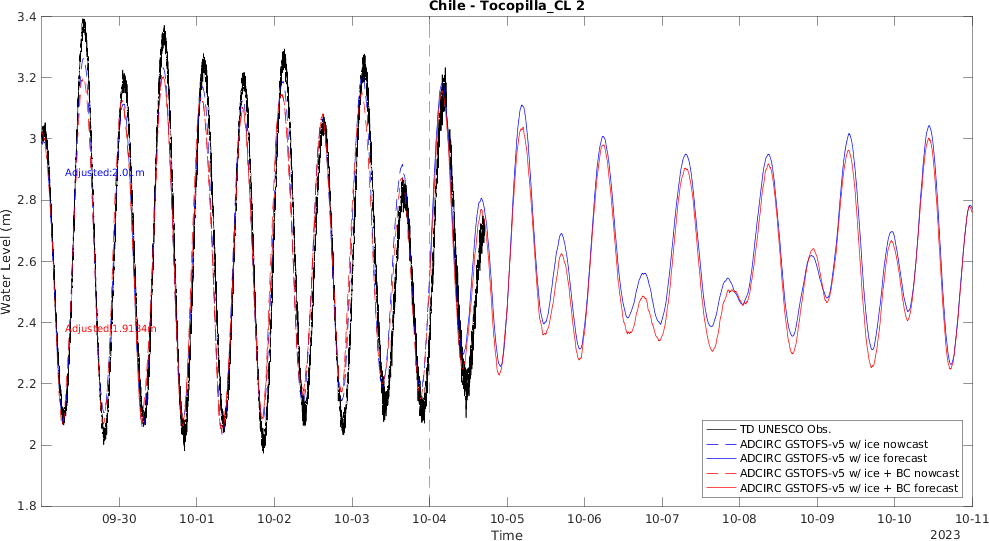 Chile - Tocopilla_CL 2
3.4
3.2
3
2.8
2.6
2.4
2.2
2
1.8
Water Level (m)
Adjusted:2.01m
Adjusted:1.9184m
TD UNESCO Obs.
ADCIRC GSTOFS-v5 w/ ice nowcast
ADCIRC GSTOFS-v5 w/ ice forecast
ADCIRC GSTOFS-v5 w/ ice + BC nowcast
ADCIRC GSTOFS-v5 w/ ice + BC forecast
09-30 10-01 10-02 10-03 10-04 10-05 10-06 10-07 10-08 10-09 10-10 10-11
Time
2023